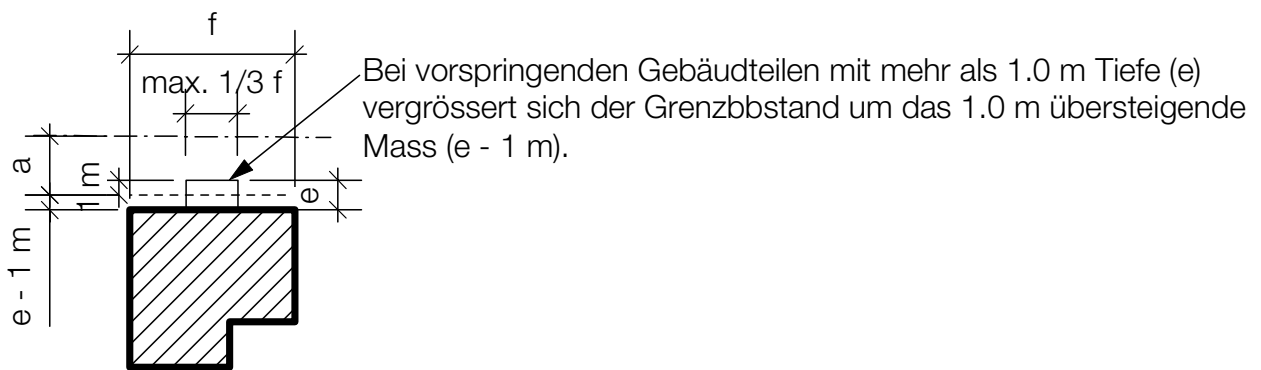 f
max. 1/3 f
Bei vorspringenden Gebäudteilen mit mehr als 1.0 m Tiefe (e)
vergrössert sich der Grenzbbstand um das 1.0 m übersteigende
Mass (e - 1 m).
a
1 m
e
e - 1 m